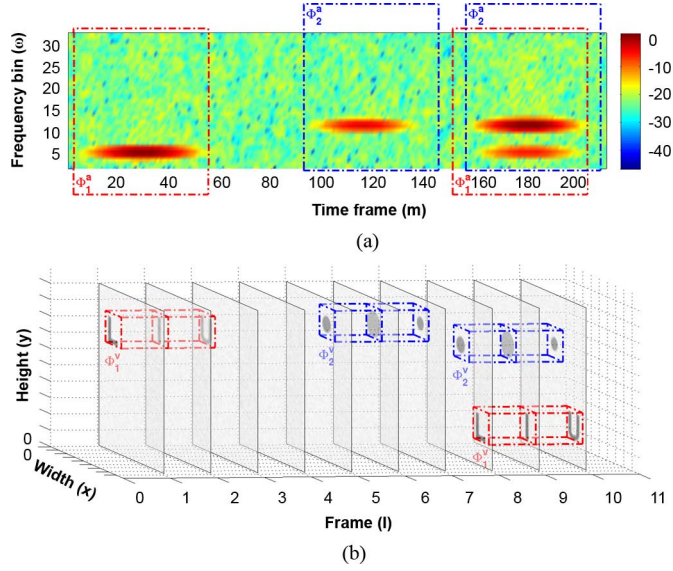 Φ₂ᵃ Φ₂ᵃ
Frequency bin (ω)
30
25
20
15
10
5
0
-10
-20
-30
-40
Φ₁ᵃ Φ₁ᵃ
20 40 60 80 100 120 140 160 180 200
Time frame (m)
(a)
Height (y)
Φ₁ᵛ
Φ₂ᵛ
Φ₂ᵛ
Φ₁ᵛ
0
0
Width (x)
0 1 2 3 4 5 6 7 8 9 10 11
Frame (l)
(b)